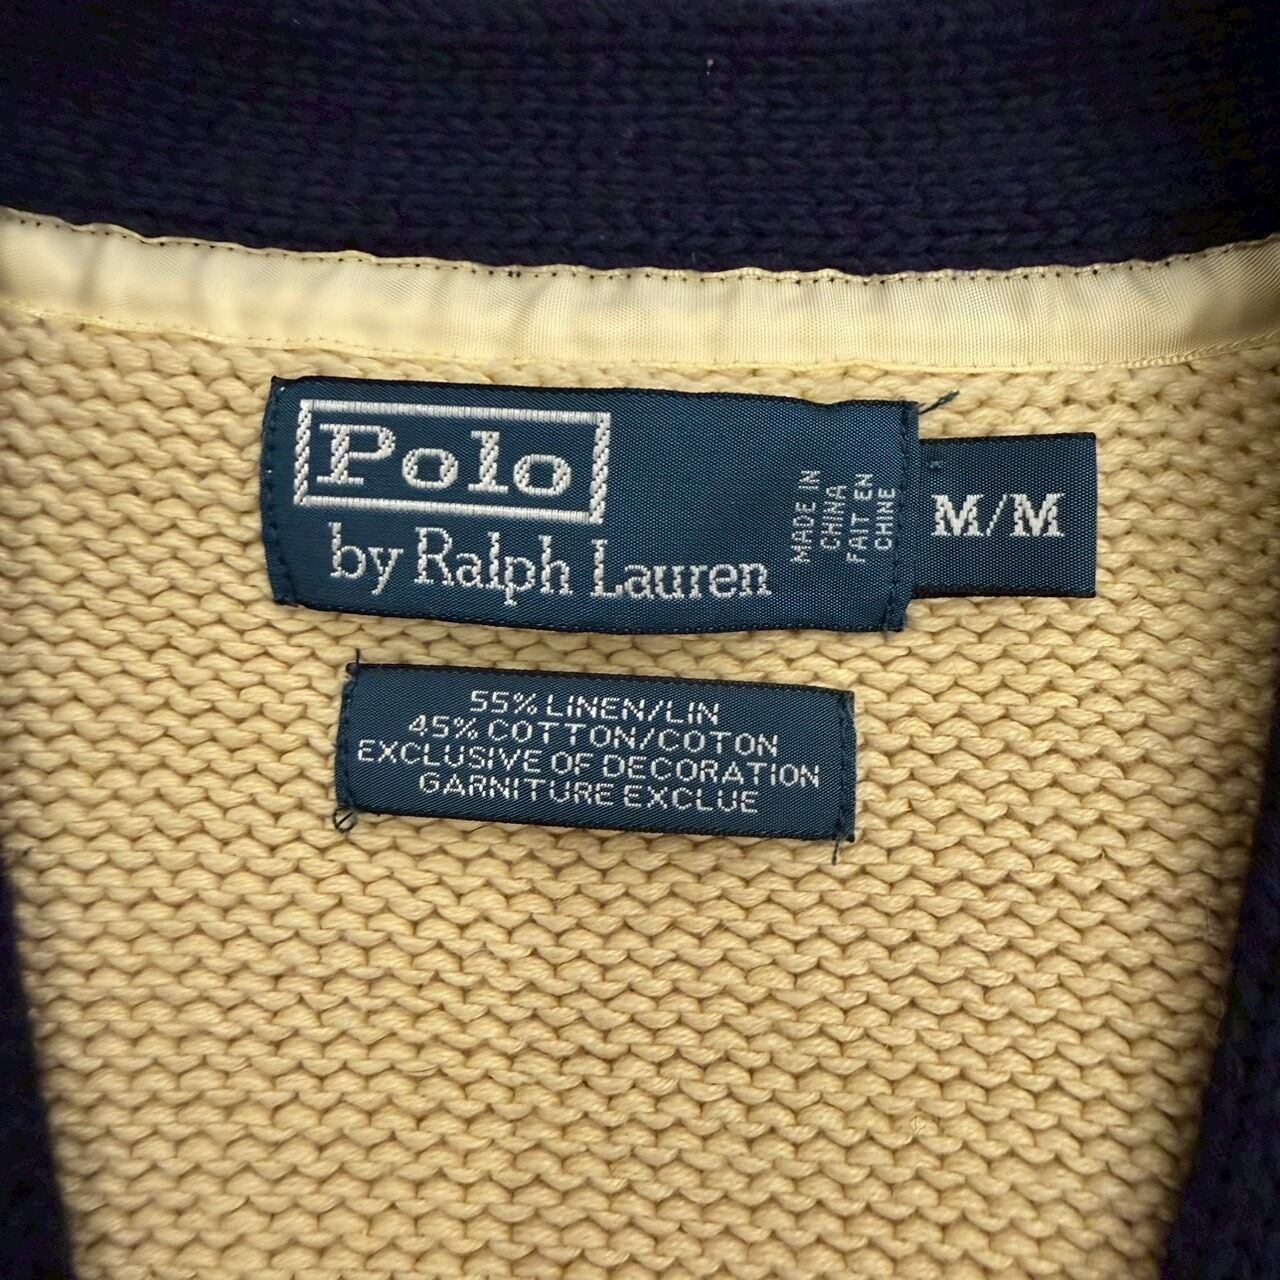 Polo
by Ralph Lauren
MADE IN
CHINA
FAIT EN
CHINE
M/M
55% LINEN/LIN
45% COTTON/COTON
EXCLUSIVE OF DECORATION
GARNITURE EXCLUE